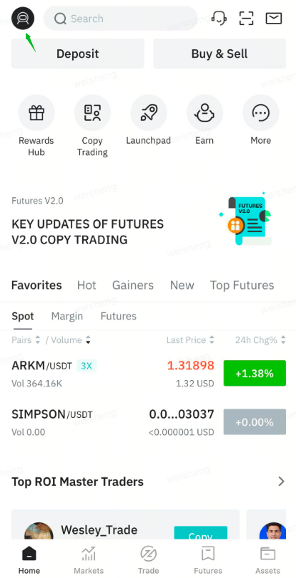 Search
Deposit
Buy & Sell
Rewards Hub
Copy Trading
Launchpad
Earn
More
Futures V2.0
KEY UPDATES OF FUTURES
V2.0 COPY TRADING
FUTURES
V2.0
Favorites Hot Gainers New Top Futures
Spot Margin Futures
Pairs / Volume Last Price 24h Chg%
ARKM/USDT 3X 1.31898 +1.38%
Vol 364.16K 1.32 USD
SIMPSON/USDT 0.0...03037 +0.00%
Vol 0.00 <0.000001 USD
Top ROI Master Traders
Wesley_Trade Copy
Home Markets Trade Futures Assets